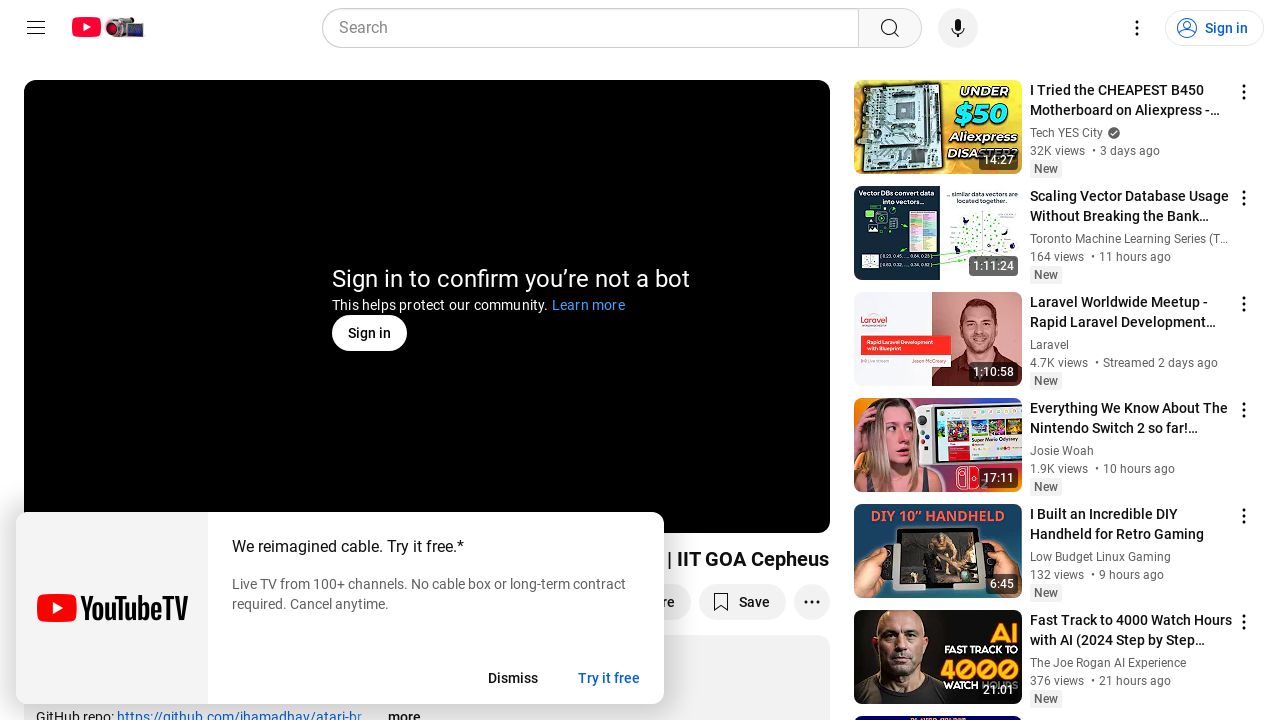 Search
Sign in
Sign in to confirm you’re not a bot
This helps protect our community. Learn more
Sign in
| IIT GOA Cepheus
re
Save
We reimagined cable. Try it free.*
Live TV from 100+ channels. No cable box or long-term contract
required. Cancel anytime.
YouTubeTV
Dismiss
Try it free
GitHub repo: https://github.com/jhamadhav/atari-br...
...more
UNDER
$50
Aliexpress
DISASTER?
14:27
I Tried the CHEAPEST B450
Motherboard on Aliexpress -...
Tech YES City
32K views • 3 days ago
New
Vector DBs convert data
into vectors...
... similar data vectors are
located together.
1:11:24
Scaling Vector Database Usage
Without Breaking the Bank...
Toronto Machine Learning Series (T...
164 views • 11 hours ago
New
Laravel
Rapid Laravel Development
with Blueprint
Live stream
Jason McCreary
1:10:58
Laravel Worldwide Meetup -
Rapid Laravel Development...
Laravel
4.7K views • Streamed 2 days ago
New
Super Mario Odyssey
17:11
Everything We Know About The
Nintendo Switch 2 so far!...
Josie Woah
1.9K views • 10 hours ago
New
DIY 10” HANDHELD
6:45
I Built an Incredible DIY
Handheld for Retro Gaming
Low Budget Linux Gaming
132 views • 9 hours ago
New
AI
FAST TRACK TO
4000
WATCH HOURS
21:01
Fast Track to 4000 Watch Hours
with AI (2024 Step by Step...
The Joe Rogan AI Experience
376 views • 21 hours ago
New